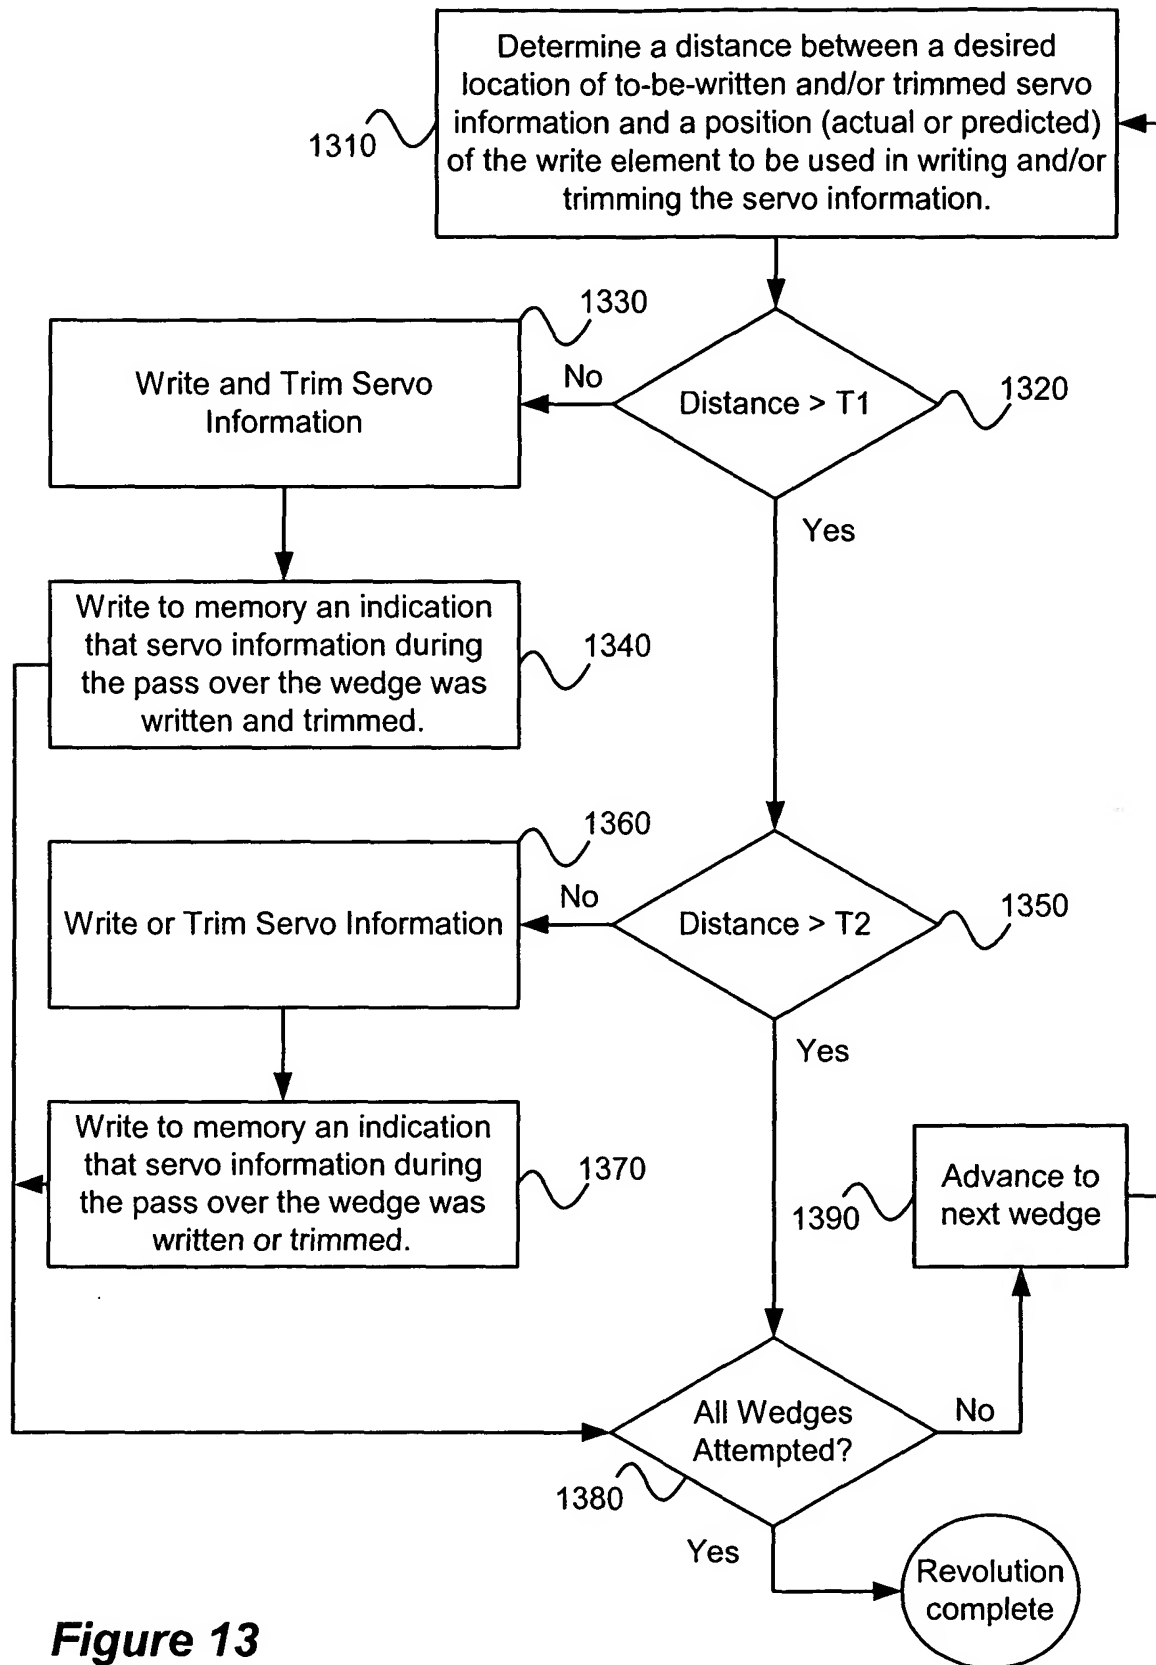 Determine a distance between a desired
location of to-be-written and/or trimmed servo
information and a position (actual or predicted)
of the write element to be used in writing and/or
trimming the servo information.
1310
1330
Write and Trim Servo
Information
No
Distance > T1
1320
Yes
Write to memory an indication
that servo information during
the pass over the wedge was
written and trimmed.
1340
1360
Write or Trim Servo Information
No
Distance > T2
1350
Yes
Write to memory an indication
that servo information during
the pass over the wedge was
written or trimmed.
1370
Advance to
next wedge
1390
All Wedges
Attempted?
No
1380
Yes
Revolution
complete
Figure 13